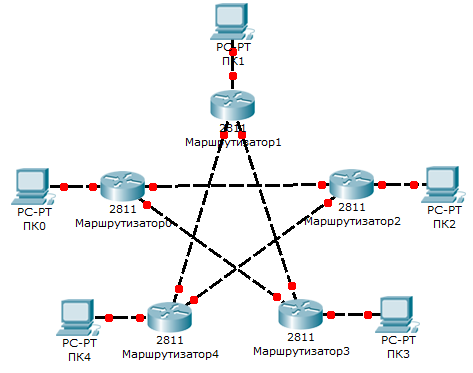 PC-PT
ПК1
2811
Маршрутизатор1
PC-PT
ПК0
2811
Маршрутизатор0
2811
Маршрутизатор2
PC-PT
ПК2
PC-PT
ПК4
2811
Маршрутизатор4
2811
Маршрутизатор3
PC-PT
ПК3